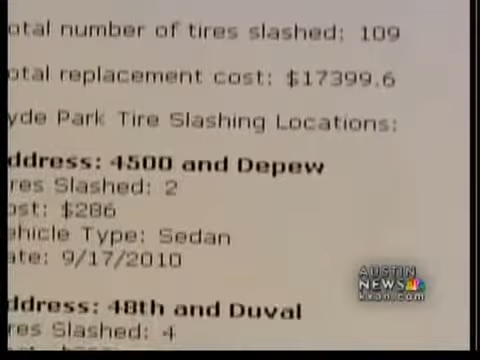 otal number of tires slashed: 109
otal replacement cost: $17399.6
yde Park Tire Slashing Locations:
ddress: 4500 and Depew
res Slashed: 2
ost: $286
ehicle Type: Sedan
ate: 9/17/2010
ddress: 48th and Duval
res Slashed: 4
AUSTIN
NEWS
kxan.com